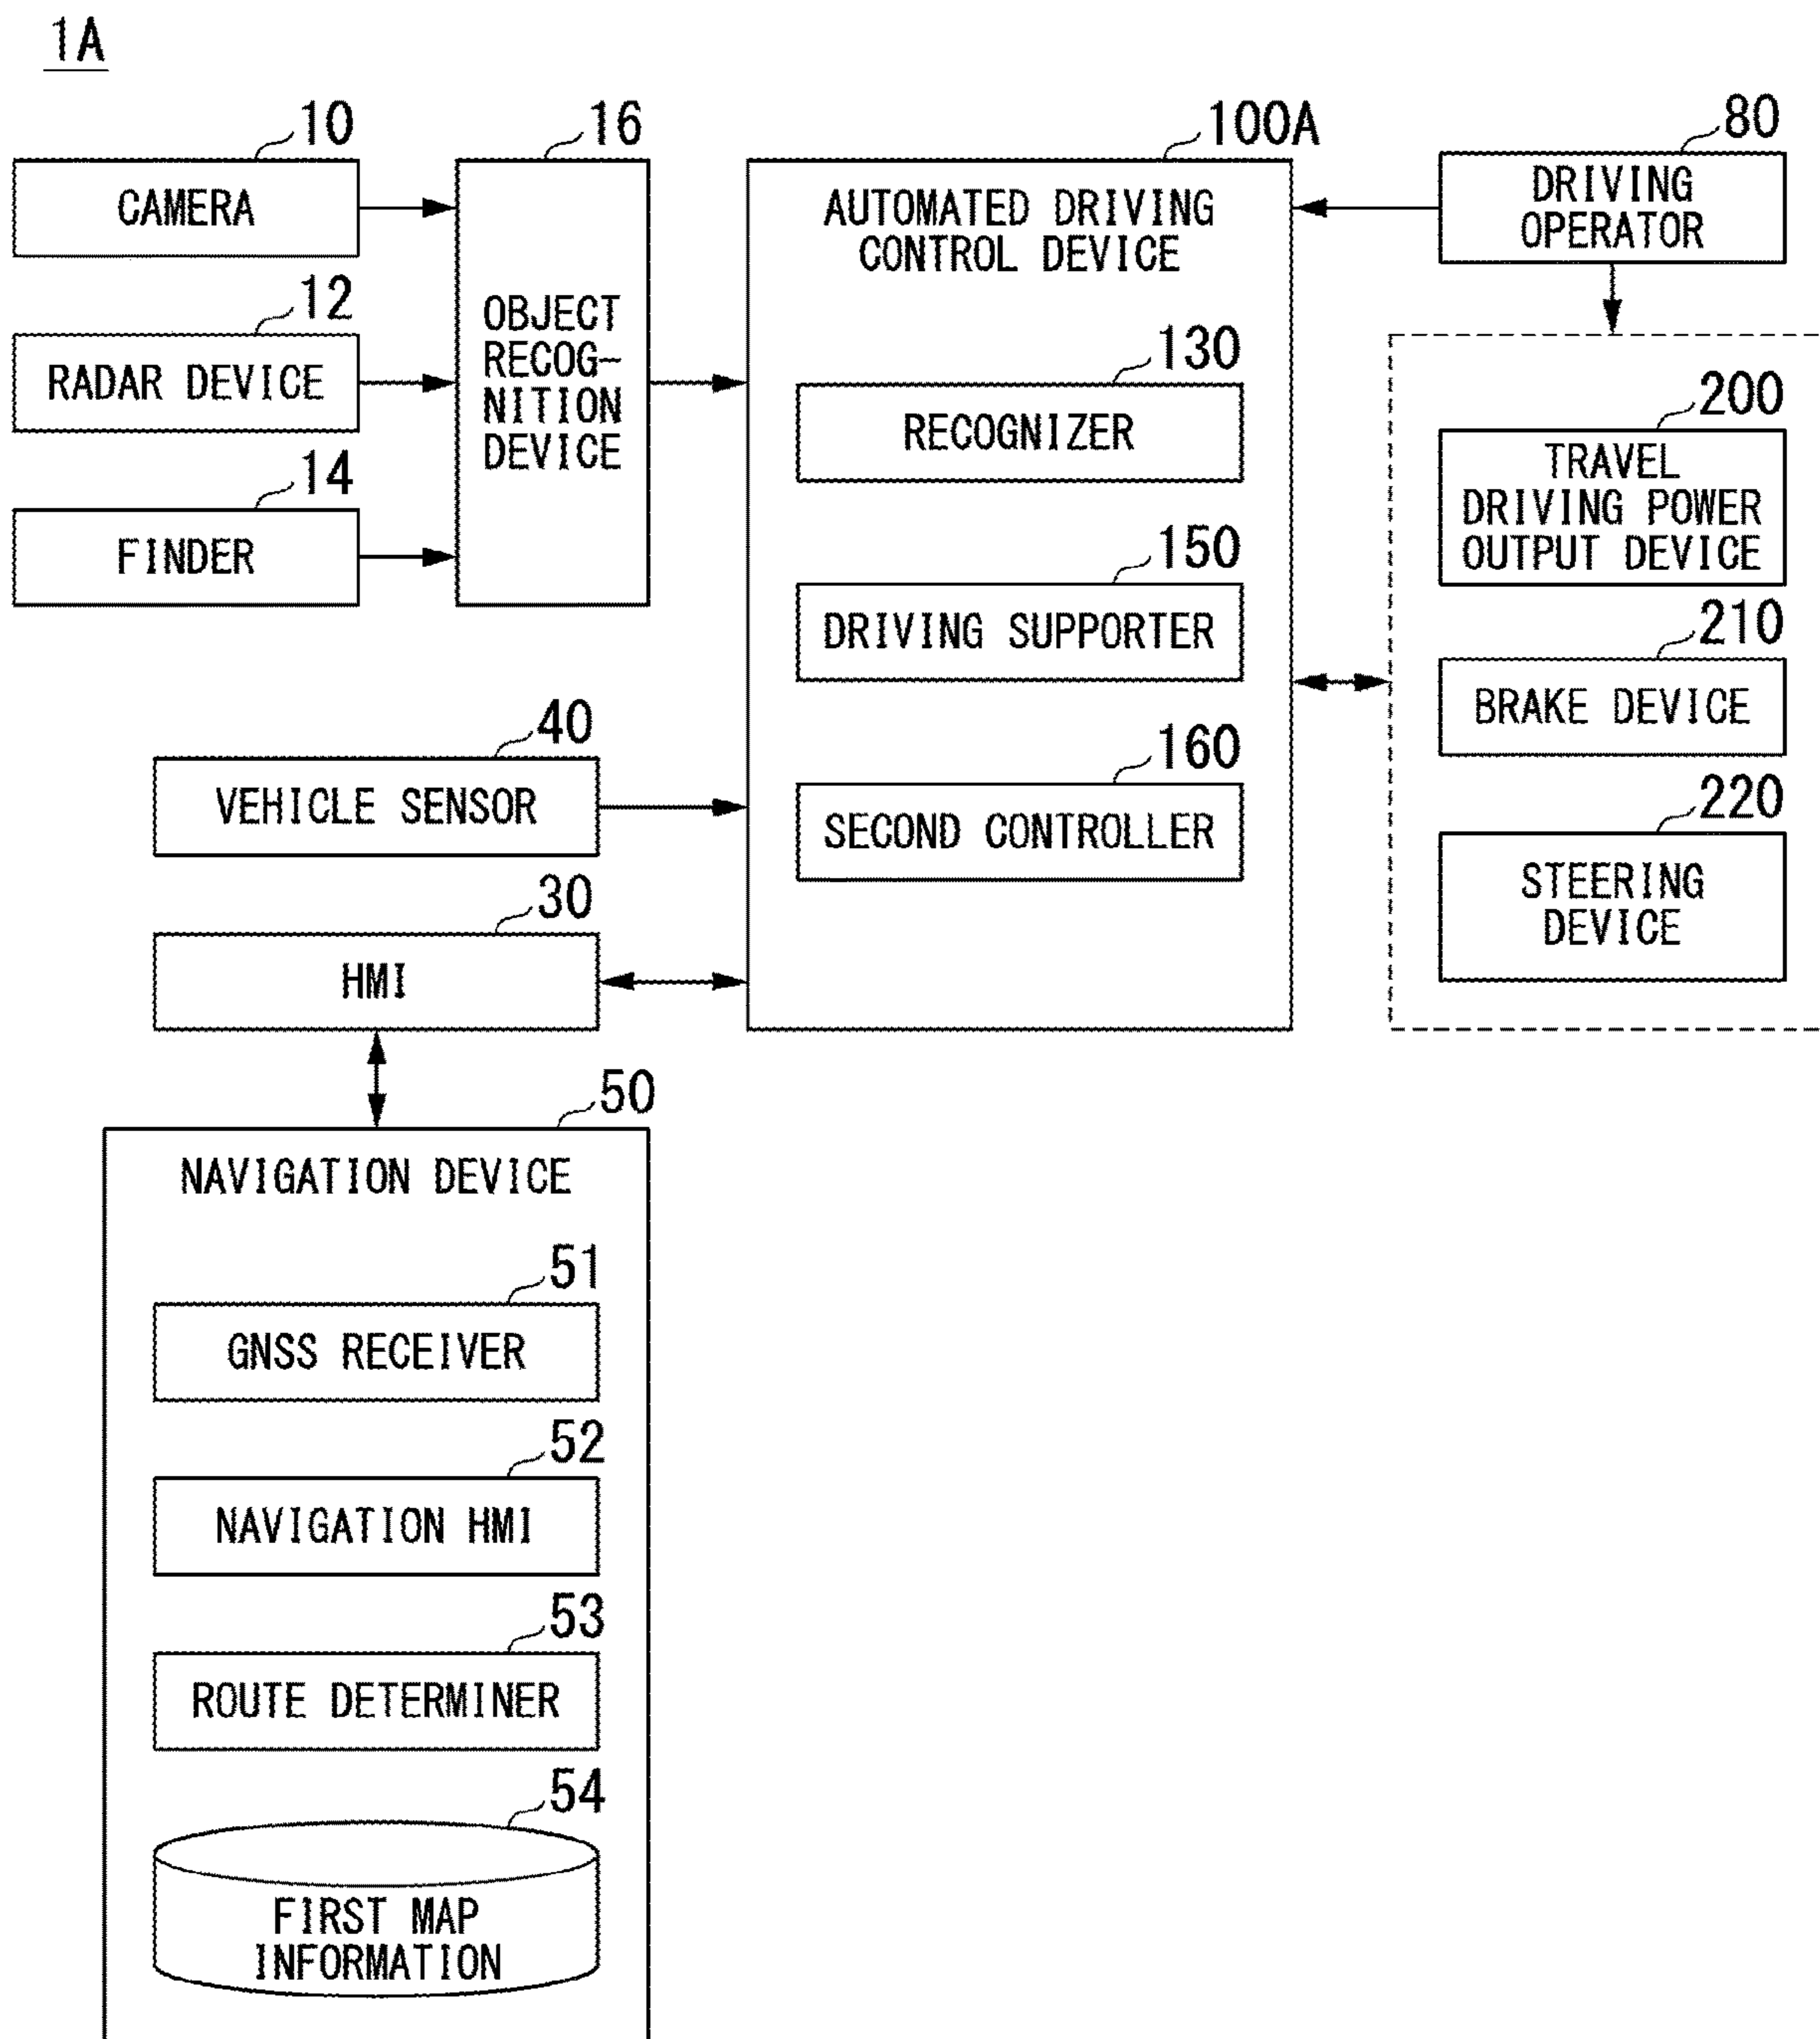 1A
10
CAMERA
12
RADAR DEVICE
14
FINDER
16
OBJECT
RECOG-
NITION
DEVICE
40
VEHICLE SENSOR
30
HMI
100A
AUTOMATED DRIVING
CONTROL DEVICE
130
RECOGNIZER
150
DRIVING SUPPORTER
160
SECOND CONTROLLER
80
DRIVING
OPERATOR
200
TRAVEL
DRIVING POWER
OUTPUT DEVICE
210
BRAKE DEVICE
220
STEERING
DEVICE
50
NAVIGATION DEVICE
51
GNSS RECEIVER
52
NAVIGATION HMI
53
ROUTE DETERMINER
54
FIRST MAP
INFORMATION